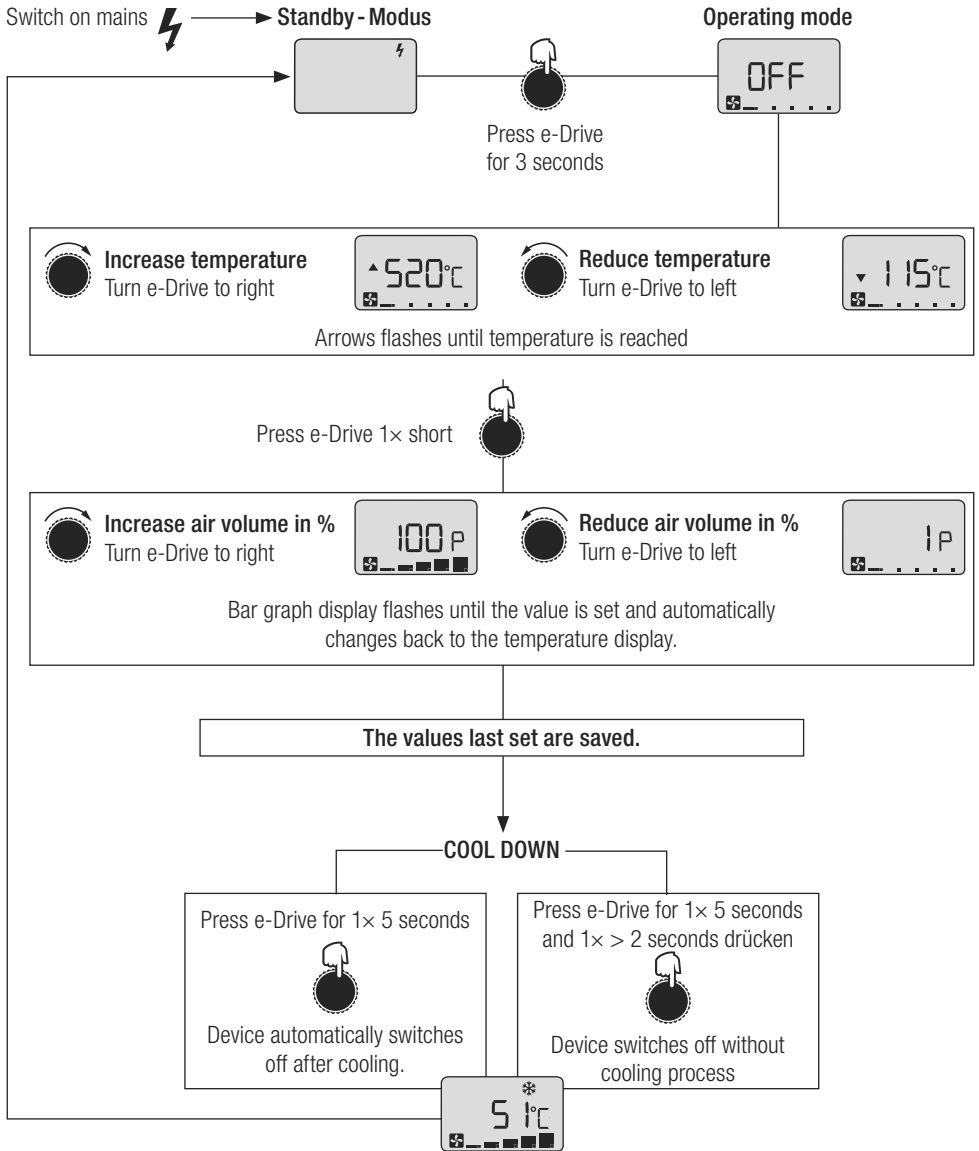 Switch on mains
Standby - Modus
Operating mode
OFF
Press e-Drive
for 3 seconds
Increase temperature
Turn e-Drive to right
520°C
Reduce temperature
Turn e-Drive to left
115°C
Arrows flashes until temperature is reached
Press e-Drive 1× short
Increase air volume in %
Turn e-Drive to right
100 P
Reduce air volume in %
Turn e-Drive to left
1 P
Bar graph display flashes until the value is set and automatically
changes back to the temperature display.
The values last set are saved.
COOL DOWN
Press e-Drive for 1× 5 seconds
Device automatically switches
off after cooling.
Press e-Drive for 1× 5 seconds
and 1× > 2 seconds drücken
Device switches off without
cooling process
51°C